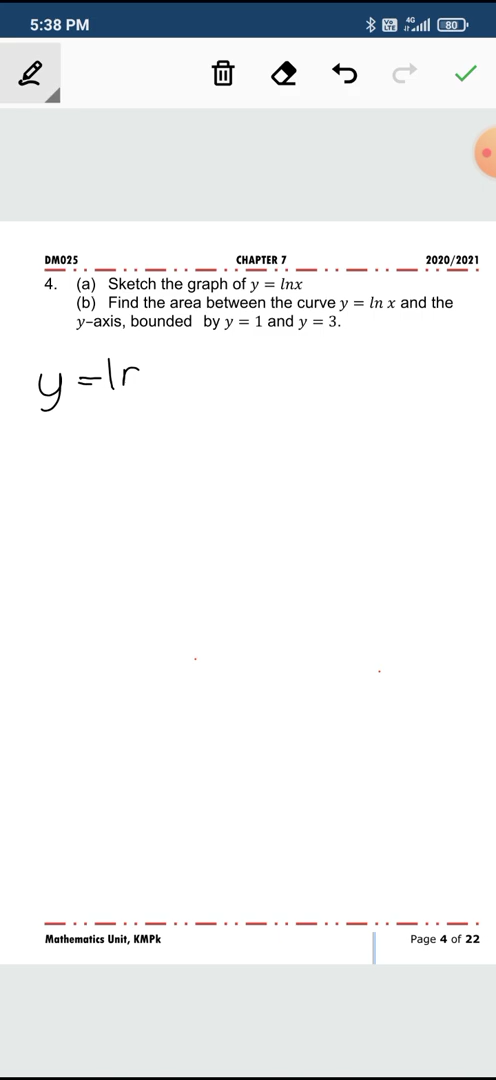 5:38 PM
4G
80
DM025 CHAPTER 7 2020/2021
4. (a) Sketch the graph of y = lnx
(b) Find the area between the curve y = ln x and the
y–axis, bounded by y = 1 and y = 3.
y = lr
Mathematics Unit, KMPk Page 4 of 22